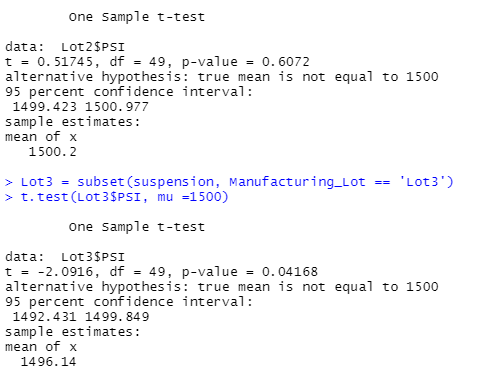 One Sample t-test
data: Lot2$PSI
t = 0.51745, df = 49, p-value = 0.6072
alternative hypothesis: true mean is not equal to 1500
95 percent confidence interval:
1499.423 1500.977
sample estimates:
mean of x
1500.2
> Lot3 = subset(suspension, Manufacturing_Lot == 'Lot3')
> t.test(Lot3$PSI, mu =1500)
One Sample t-test
data: Lot3$PSI
t = -2.0916, df = 49, p-value = 0.04168
alternative hypothesis: true mean is not equal to 1500
95 percent confidence interval:
1492.431 1499.849
sample estimates:
mean of x
1496.14